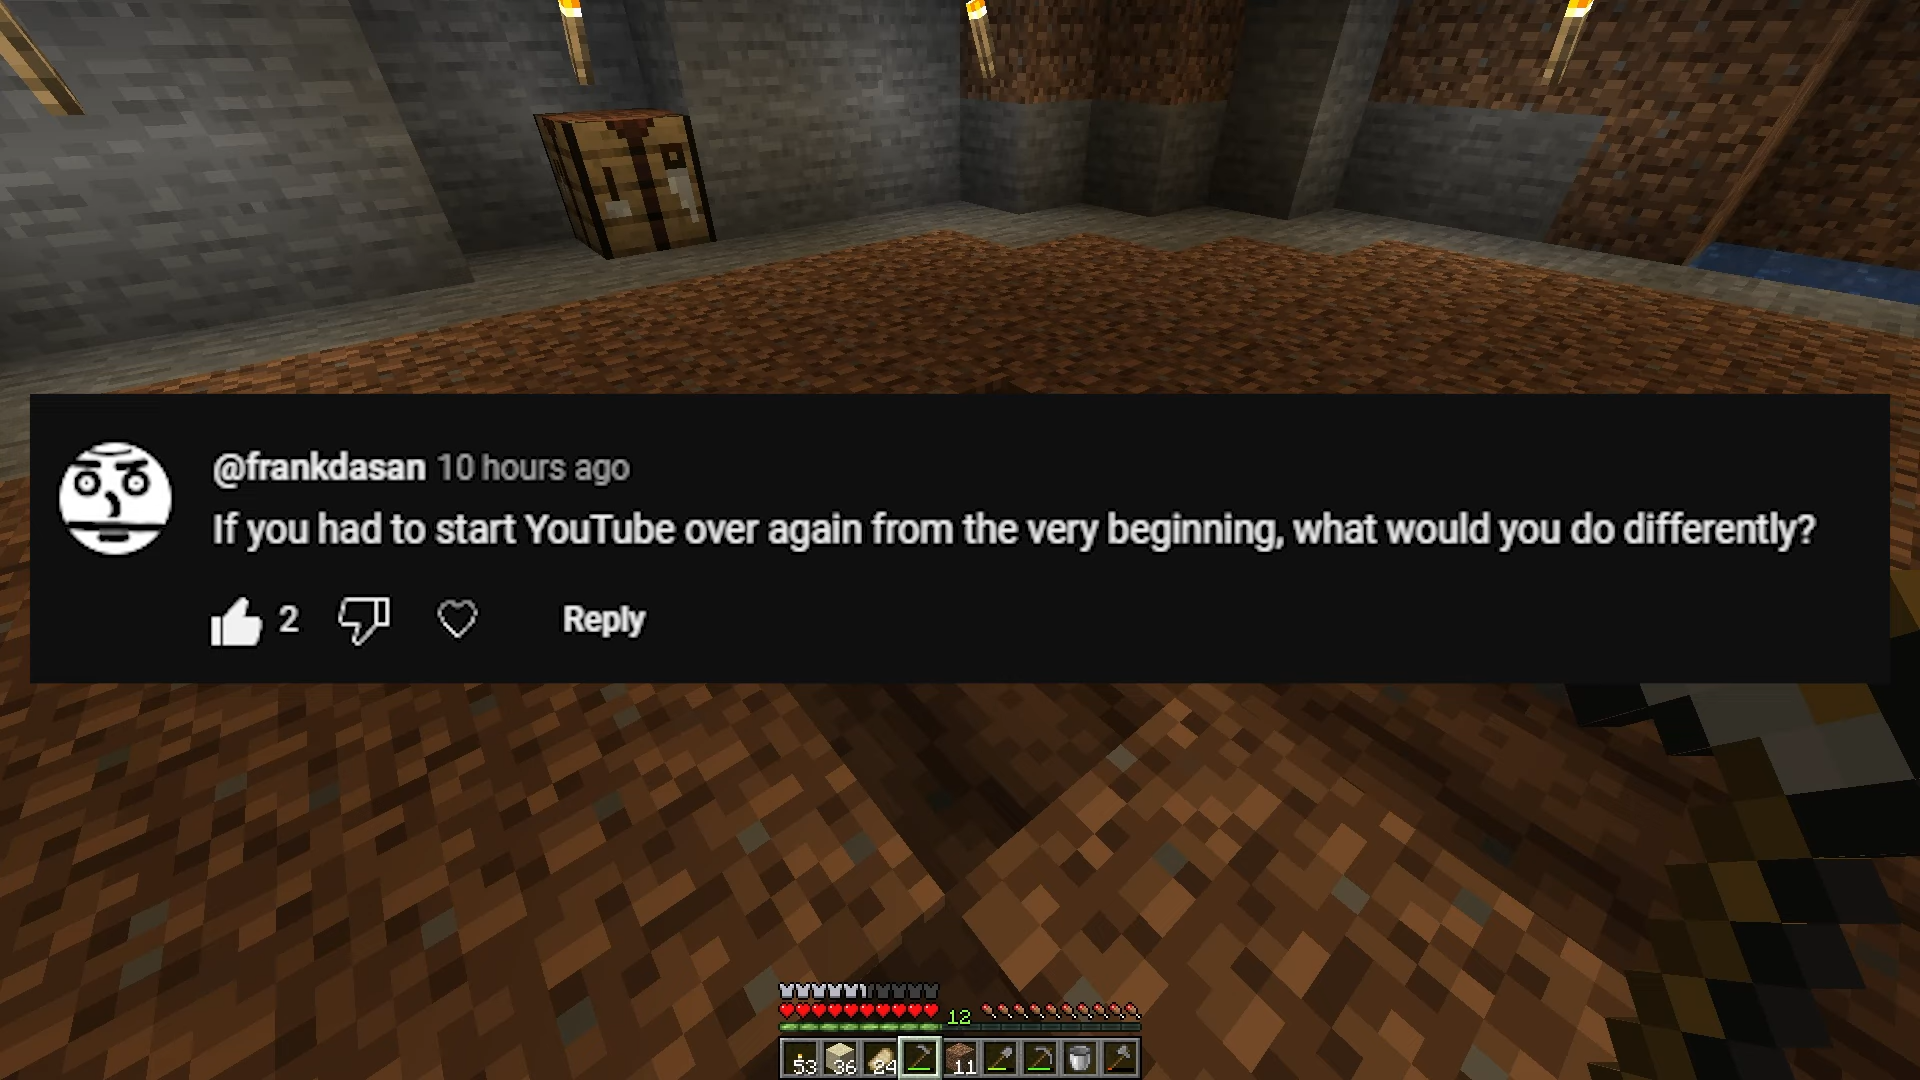 @frankdasan 10 hours ago
If you had to start YouTube over again from the very beginning, what would you do differently?
2 Reply
12
53 36 24 11